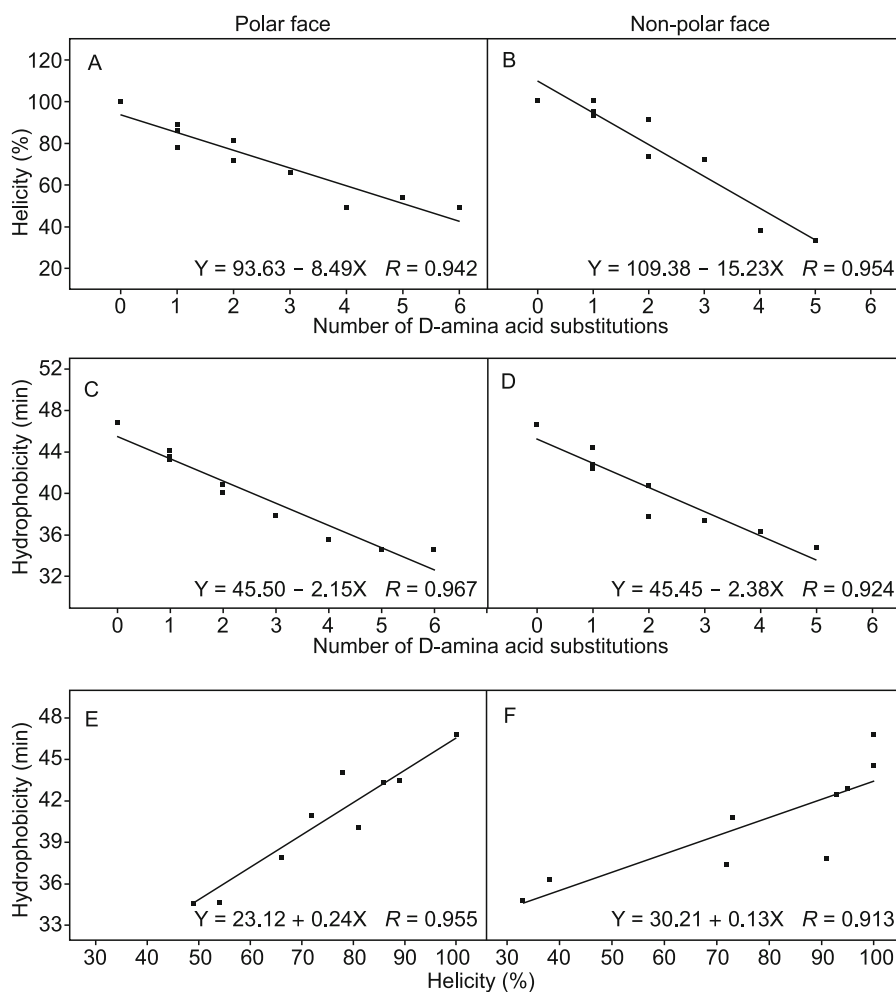 Polar face
Non-polar face
A
B
Helicity (%)
120
100
80
60
40
20
Y = 93.63 − 8.49X R = 0.942
Y = 109.38 − 15.23X R = 0.954
0 1 2 3 4 5 6
0 1 2 3 4 5 6
Number of D-amina acid substitutions
C
D
Hydrophobicity (min)
52
48
44
40
36
32
Y = 45.50 − 2.15X R = 0.967
Y = 45.45 − 2.38X R = 0.924
0 1 2 3 4 5 6
0 1 2 3 4 5 6
Number of D-amina acid substitutions
E
F
Hydrophobicity (min)
48
45
42
39
36
33
Y = 23.12 + 0.24X R = 0.955
Y = 30.21 + 0.13X R = 0.913
30 40 50 60 70 80 90 100
30 40 50 60 70 80 90 100
Helicity (%)